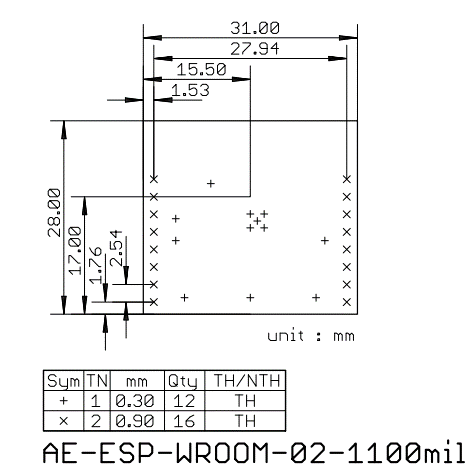 31.00
27.94
15.50
1.53
28.00
17.00
1.76
2.54
unit : mm
Sym TN mm Qty TH/NTH
+ 1 0.30 12 TH
× 2 0.90 16 TH
AE-ESP-WROOM-02-1100mil